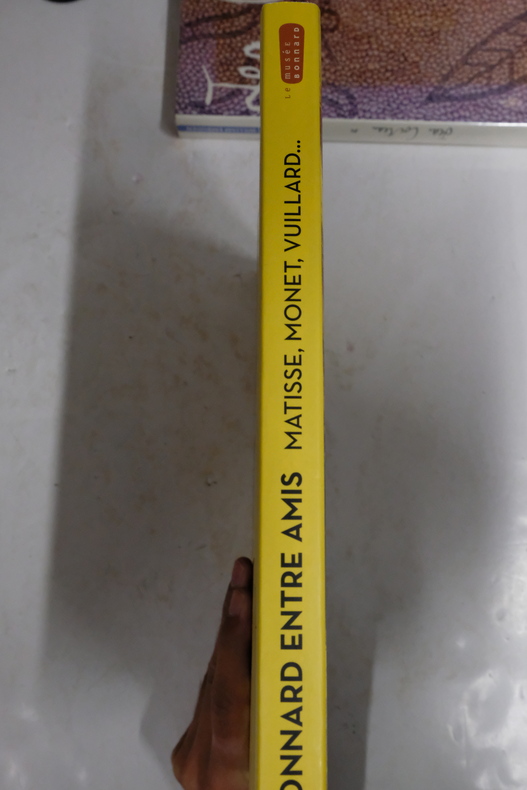 ONNARD ENTRE AMIS MATISSE, MONET, VUILLARD...
Le musée
BONNARD